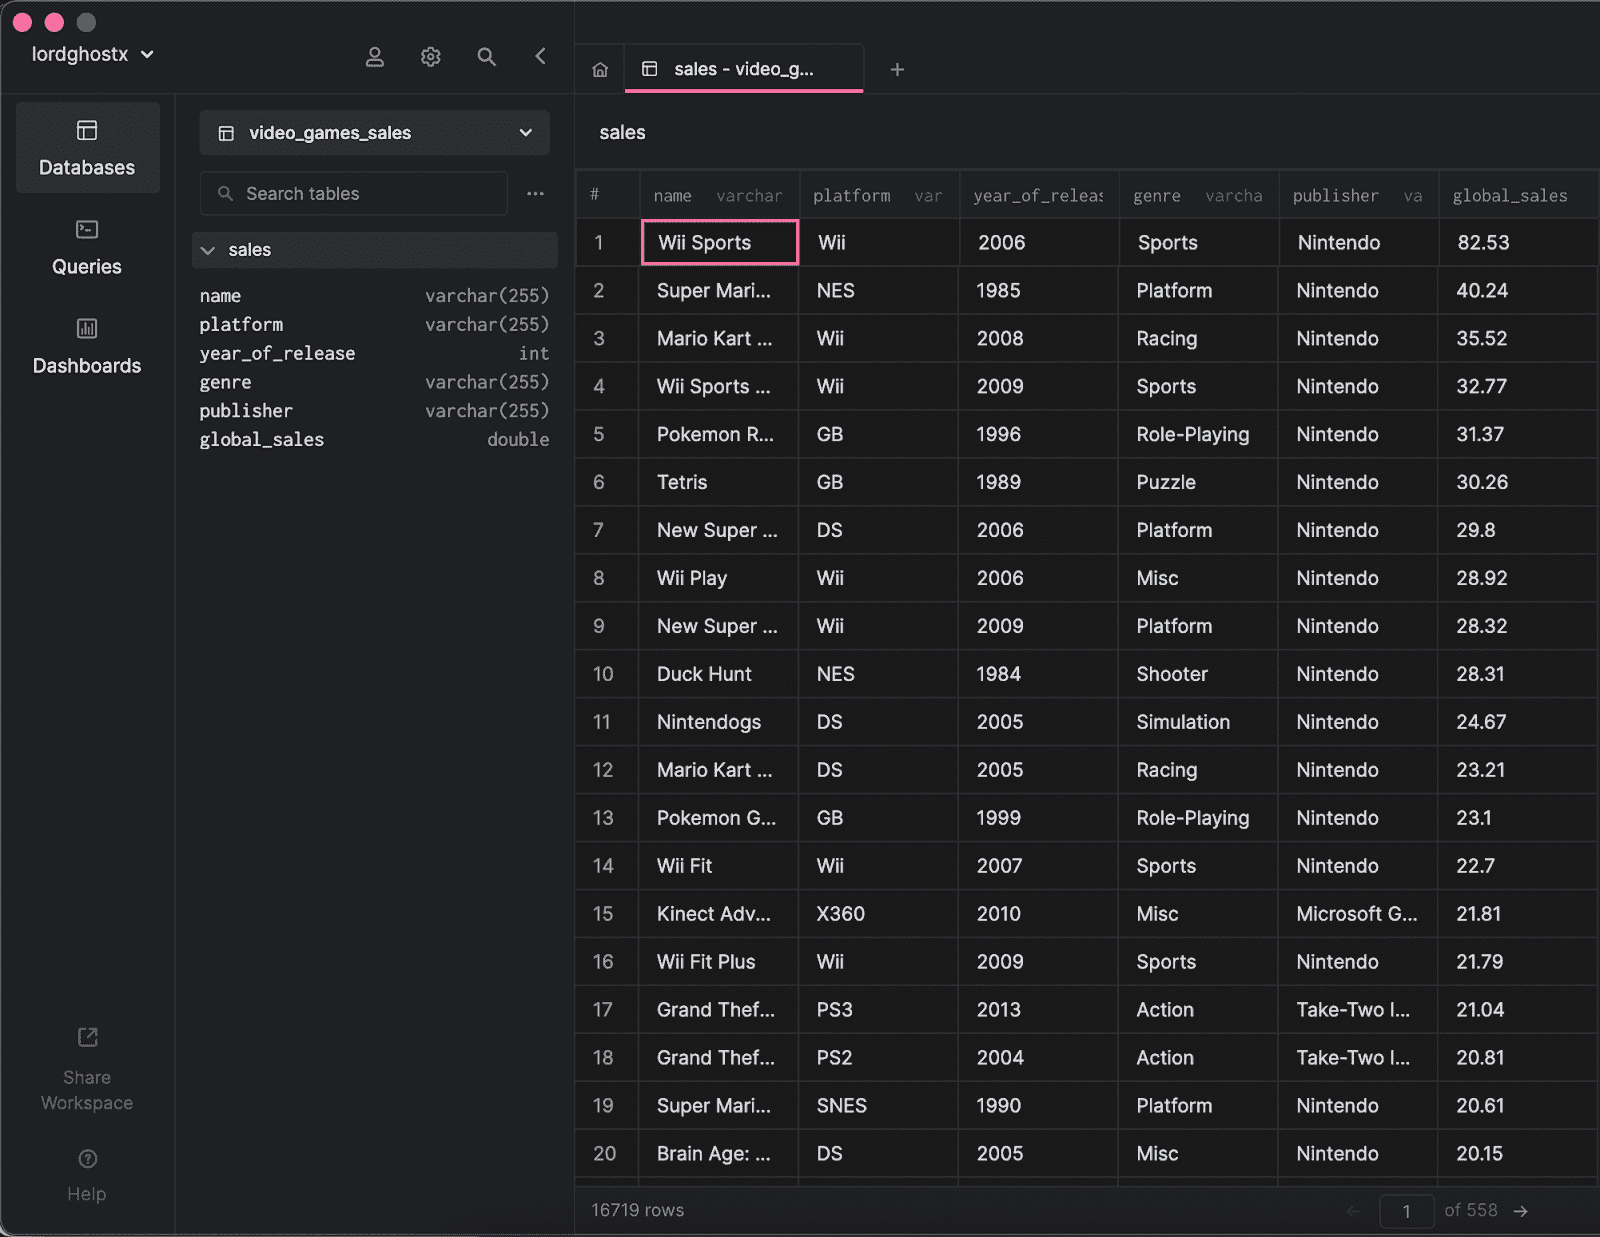 lordghostx
sales - video_g...
Databases
Queries
Dashboards
Share
Workspace
Help
video_games_sales
Search tables
sales
name varchar(255)
platform varchar(255)
year_of_release int
genre varchar(255)
publisher varchar(255)
global_sales double
sales
# name varchar platform var year_of_releas genre varcha publisher va global_sales
1 Wii Sports Wii 2006 Sports Nintendo 82.53
2 Super Mari... NES 1985 Platform Nintendo 40.24
3 Mario Kart ... Wii 2008 Racing Nintendo 35.52
4 Wii Sports ... Wii 2009 Sports Nintendo 32.77
5 Pokemon R... GB 1996 Role-Playing Nintendo 31.37
6 Tetris GB 1989 Puzzle Nintendo 30.26
7 New Super ... DS 2006 Platform Nintendo 29.8
8 Wii Play Wii 2006 Misc Nintendo 28.92
9 New Super ... Wii 2009 Platform Nintendo 28.32
10 Duck Hunt NES 1984 Shooter Nintendo 28.31
11 Nintendogs DS 2005 Simulation Nintendo 24.67
12 Mario Kart ... DS 2005 Racing Nintendo 23.21
13 Pokemon G... GB 1999 Role-Playing Nintendo 23.1
14 Wii Fit Wii 2007 Sports Nintendo 22.7
15 Kinect Adv... X360 2010 Misc Microsoft G... 21.81
16 Wii Fit Plus Wii 2009 Sports Nintendo 21.79
17 Grand Thef... PS3 2013 Action Take-Two I... 21.04
18 Grand Thef... PS2 2004 Action Take-Two I... 20.81
19 Super Mari... SNES 1990 Platform Nintendo 20.61
20 Brain Age: ... DS 2005 Misc Nintendo 20.15
16719 rows
1 of 558